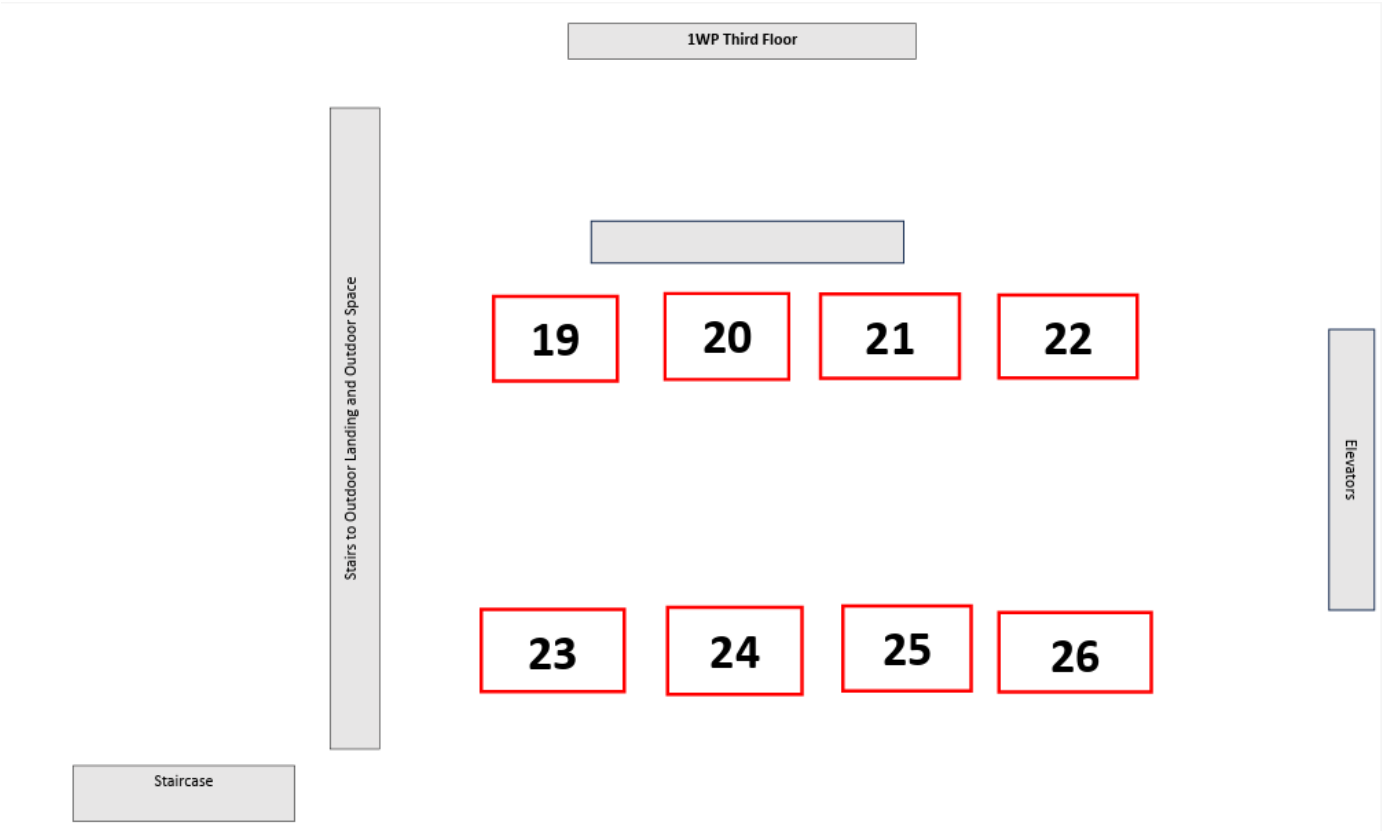 1WP Third Floor
Stairs to Outdoor Landing and Outdoor Space
19
20
21
22
Elevators
23
24
25
26
Staircase